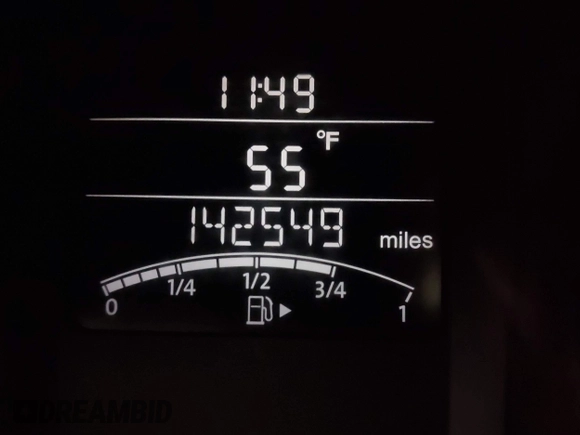 11:49
55 °F
142549 miles
0 1/4 1/2 3/4 1
DREAMBID